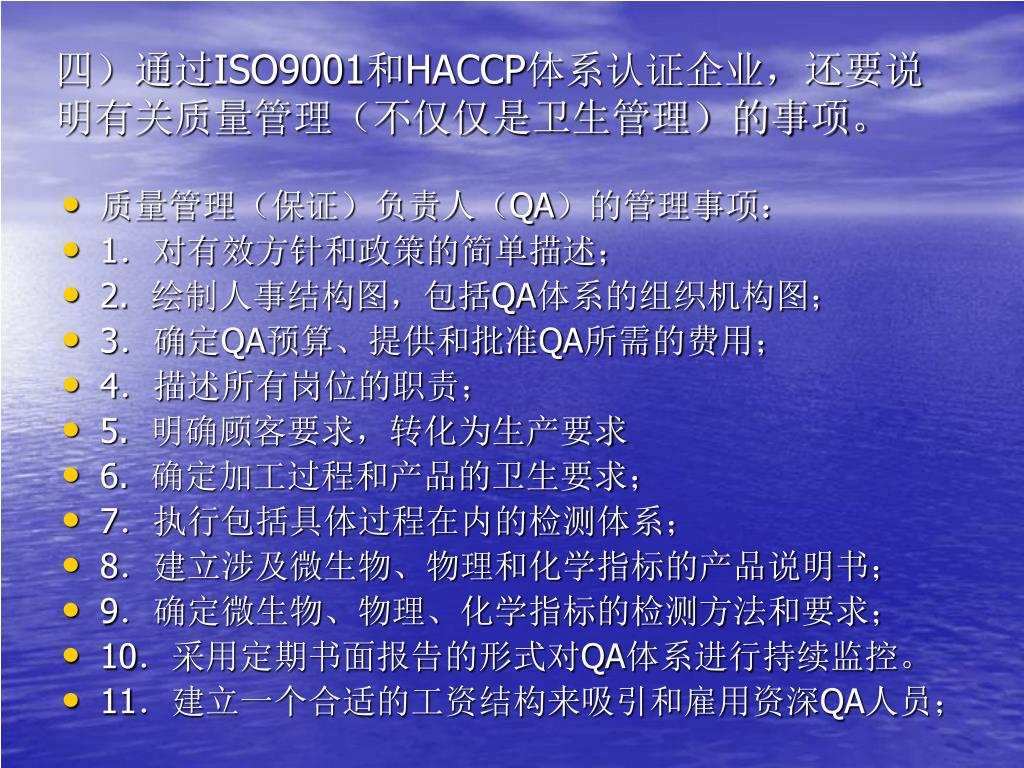 四）通过ISO9001和HACCP体系认证企业，还要说
明有关质量管理（不仅仅是卫生管理）的事项。
• 质量管理（保证）负责人（QA）的管理事项：
• 1．对有效方针和政策的简单描述；
• 2. 绘制人事结构图，包括QA体系的组织机构图；
• 3．确定QA预算、提供和批准QA所需的费用；
• 4．描述所有岗位的职责；
• 5. 明确顾客要求，转化为生产要求
• 6. 确定加工过程和产品的卫生要求；
• 7．执行包括具体过程在内的检测体系；
• 8．建立涉及微生物、物理和化学指标的产品说明书；
• 9．确定微生物、物理、化学指标的检测方法和要求；
• 10．采用定期书面报告的形式对QA体系进行持续监控。
• 11．建立一个合适的工资结构来吸引和雇用资深QA人员；